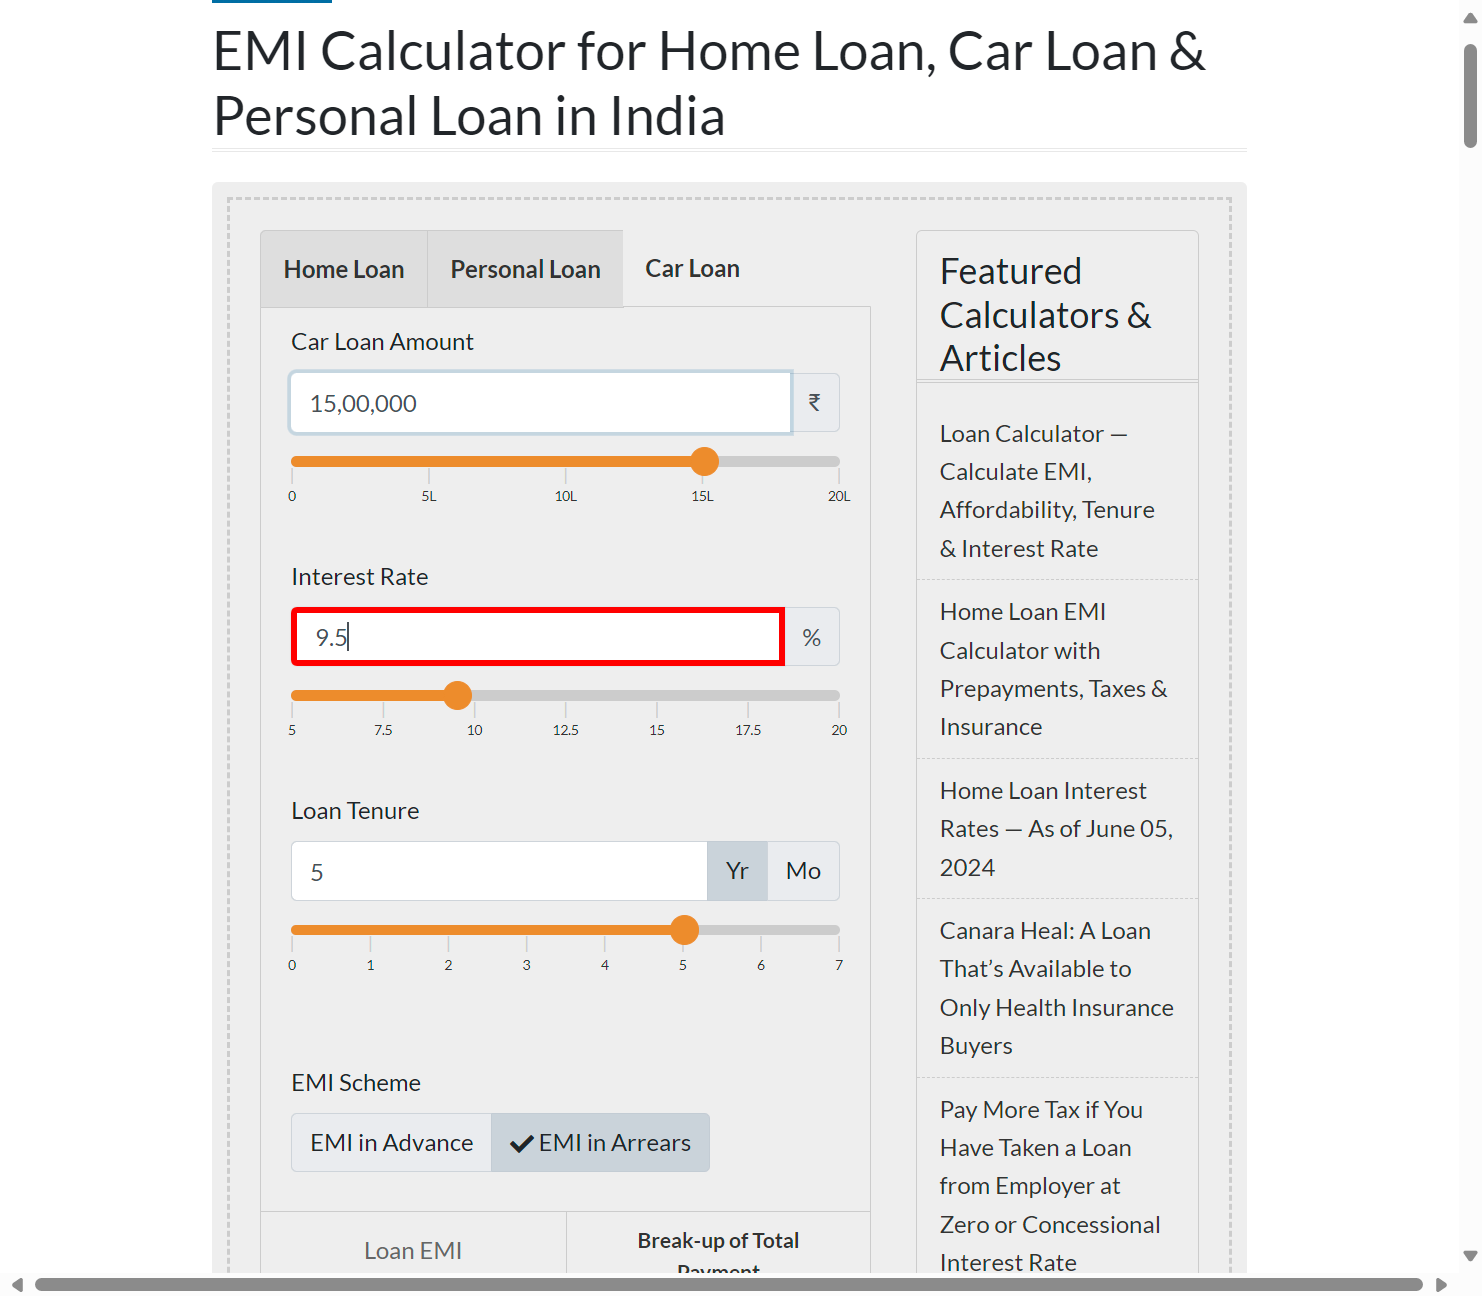 EMI Calculator for Home Loan, Car Loan &
Personal Loan in India
Home Loan
Personal Loan
Car Loan
Car Loan Amount
15,00,000
₹
0
5L
10L
15L
20L
Interest Rate
9.5
%
5
7.5
10
12.5
15
17.5
20
Loan Tenure
5
Yr
Mo
0
1
2
3
4
5
6
7
EMI Scheme
EMI in Advance
EMI in Arrears
Loan EMI
Break-up of Total
Payment
Featured
Calculators &
Articles
Loan Calculator —
Calculate EMI,
Affordability, Tenure
& Interest Rate
Home Loan EMI
Calculator with
Prepayments, Taxes &
Insurance
Home Loan Interest
Rates — As of June 05,
2024
Canara Heal: A Loan
That’s Available to
Only Health Insurance
Buyers
Pay More Tax if You
Have Taken a Loan
from Employer at
Zero or Concessional
Interest Rate